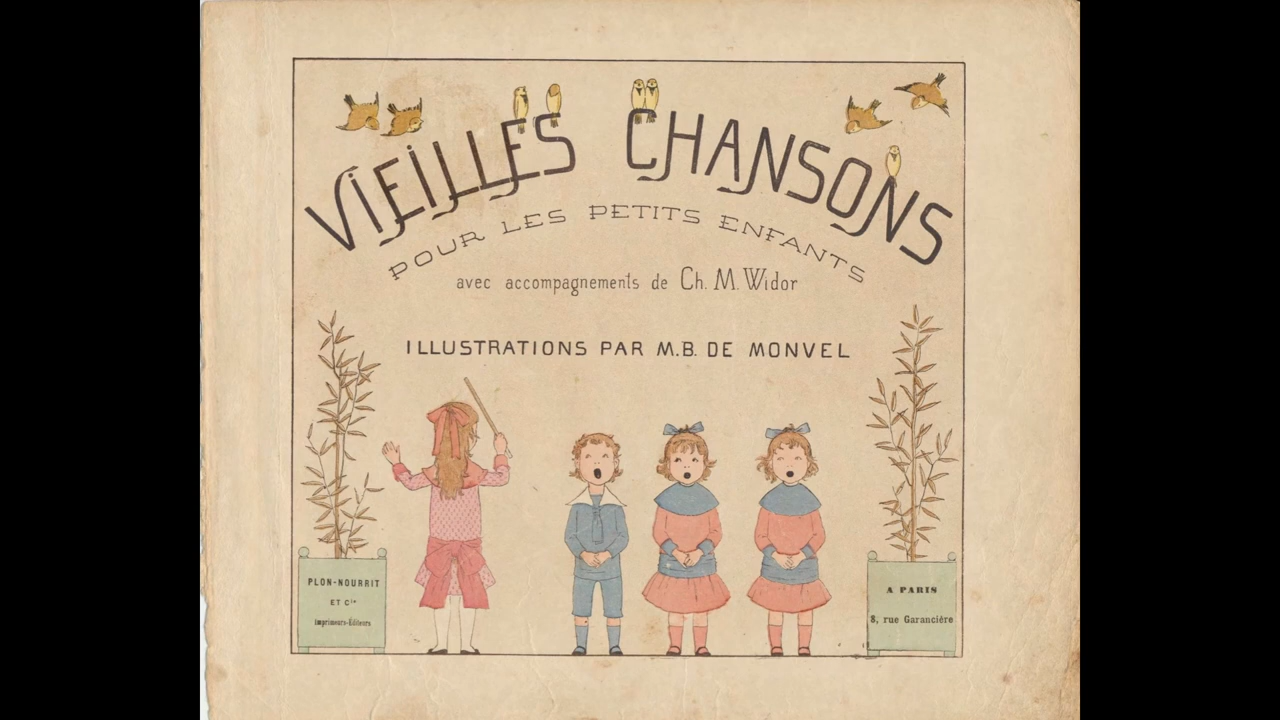 VIEILLES CHANSONS
POUR LES PETITS ENFANTS
avec accompagnements de Ch. M. Widor
ILLUSTRATIONS PAR M.B. DE MONVEL
PLON-NOURRIT
ET Cie
Imprimeurs-Éditeurs
A PARIS
8, rue Garancière